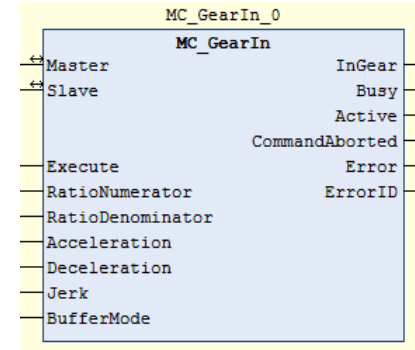 MC_GearIn_0
MC_GearIn
Master InGear
Slave Busy
Active
CommandAborted
Execute Error
RatioNumerator ErrorID
RatioDenominator
Acceleration
Deceleration
Jerk
BufferMode